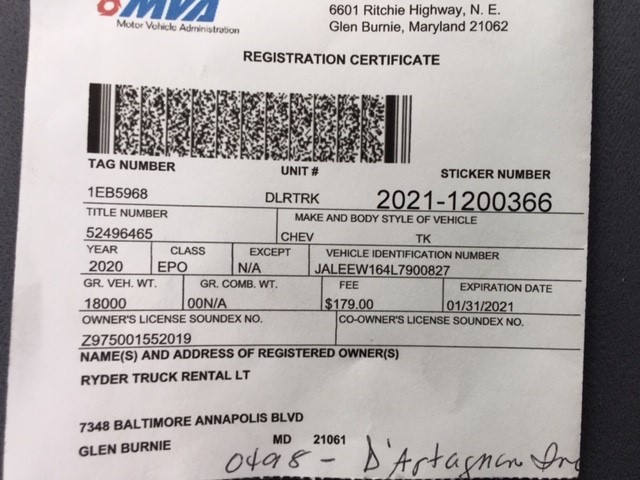 MVA
Motor Vehicle Administration
6601 Ritchie Highway, N. E.
Glen Burnie, Maryland 21062
REGISTRATION CERTIFICATE
TAG NUMBER UNIT # STICKER NUMBER
1EB5968 DLRTRK 2021-1200366
TITLE NUMBER MAKE AND BODY STYLE OF VEHICLE
52496465 CHEV TK
YEAR CLASS EXCEPT VEHICLE IDENTIFICATION NUMBER
2020 EPO N/A JALEEW164L7900827
GR. VEH. WT. GR. COMB. WT. FEE EXPIRATION DATE
18000 00N/A $179.00 01/31/2021
OWNER'S LICENSE SOUNDEX NO. CO-OWNER'S LICENSE SOUNDEX NO.
Z975001552019
NAME(S) AND ADDRESS OF REGISTERED OWNER(S)
RYDER TRUCK RENTAL LT
7348 BALTIMORE ANNAPOLIS BLVD
GLEN BURNIE MD 21061
0498 - D'Artagnan Inc